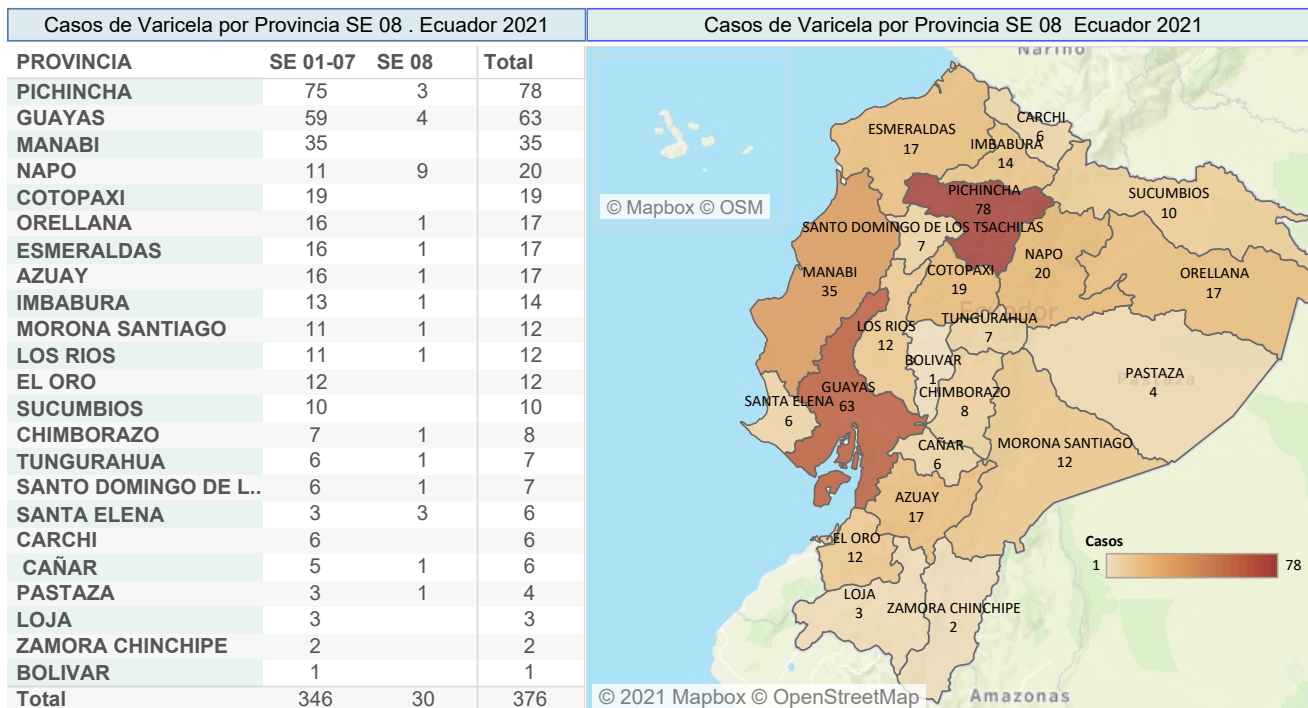 Casos de Varicela por Provincia SE 08 . Ecuador 2021
PROVINCIA SE 01-07 SE 08 Total
PICHINCHA 75 3 78
GUAYAS 59 4 63
MANABI 35 35
NAPO 11 9 20
COTOPAXI 19 19
ORELLANA 16 1 17
ESMERALDAS 16 1 17
AZUAY 16 1 17
IMBABURA 13 1 14
MORONA SANTIAGO 11 1 12
LOS RIOS 11 1 12
EL ORO 12 12
SUCUMBIOS 10 10
CHIMBORAZO 7 1 8
TUNGURAHUA 6 1 7
SANTO DOMINGO DE L.. 6 1 7
SANTA ELENA 3 3 6
CARCHI 6 6
CAÑAR 5 1 6
PASTAZA 3 1 4
LOJA 3 3
ZAMORA CHINCHIPE 2 2
BOLIVAR 1 1
Total 346 30 376
Casos de Varicela por Provincia SE 08 Ecuador 2021
Nariño
© Mapbox © OSM
CARCHI
6
ESMERALDAS
17
IMBABURA
14
PICHINCHA
78
SUCUMBIOS
10
SANTO DOMINGO DE LOS TSACHILAS
7
MANABI
35
COTOPAXI
19
NAPO
20
ORELLANA
17
Ecuador
TUNGURAHUA
7
LOS RIOS
12
BOLIVAR
1
PASTAZA
4
Pastaza
GUAYAS
63
SANTA ELENA
6
CHIMBORAZO
8
CAÑAR
6
MORONA SANTIAGO
12
AZUAY
17
EL ORO
12
Casos
1 78
LOJA
3
ZAMORA CHINCHIPE
2
© 2021 Mapbox © OpenStreetMap
Amazonas